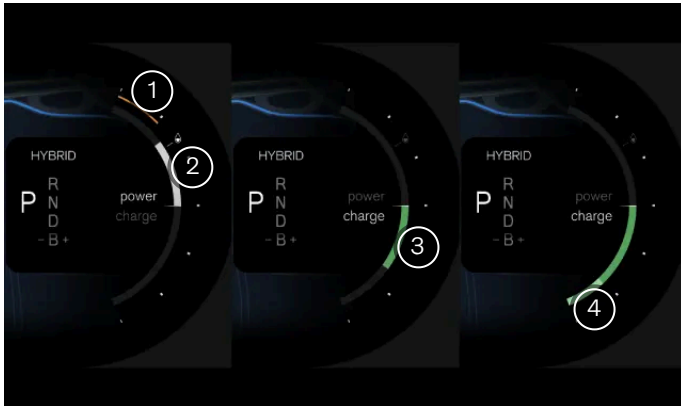 1
2
HYBRID
P
R
N
D
- B +
power
charge
HYBRID
P
R
N
D
- B +
power
charge
3
HYBRID
P
R
N
D
- B +
power
charge
4